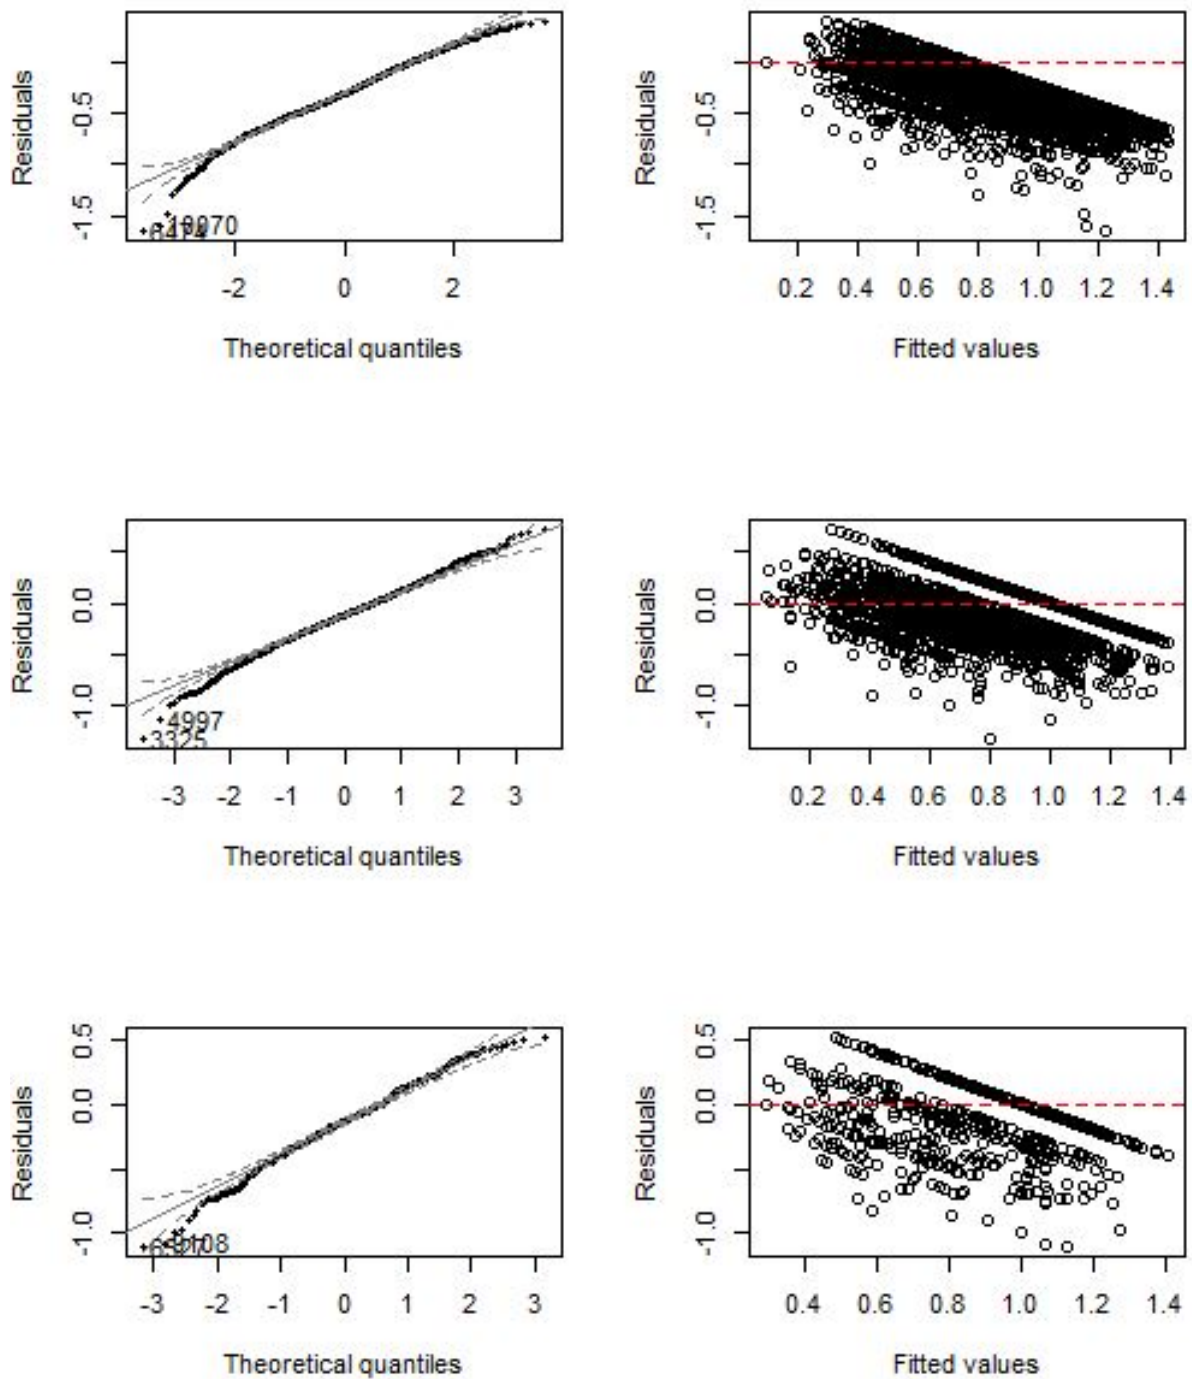 Residuals
-0.5
-1.5
-2 0 2
Theoretical quantiles
Residuals
-0.5
-1.5
0.2 0.4 0.6 0.8 1.0 1.2 1.4
Fitted values
Residuals
0.0
-1.0
4997
3325
-3 -2 -1 0 1 2 3
Theoretical quantiles
Residuals
0.0
-1.0
0.2 0.4 0.6 0.8 1.0 1.2 1.4
Fitted values
Residuals
0.5
0.0
-1.0
-3 -2 -1 0 1 2 3
Theoretical quantiles
Residuals
0.5
0.0
-1.0
0.4 0.6 0.8 1.0 1.2 1.4
Fitted values